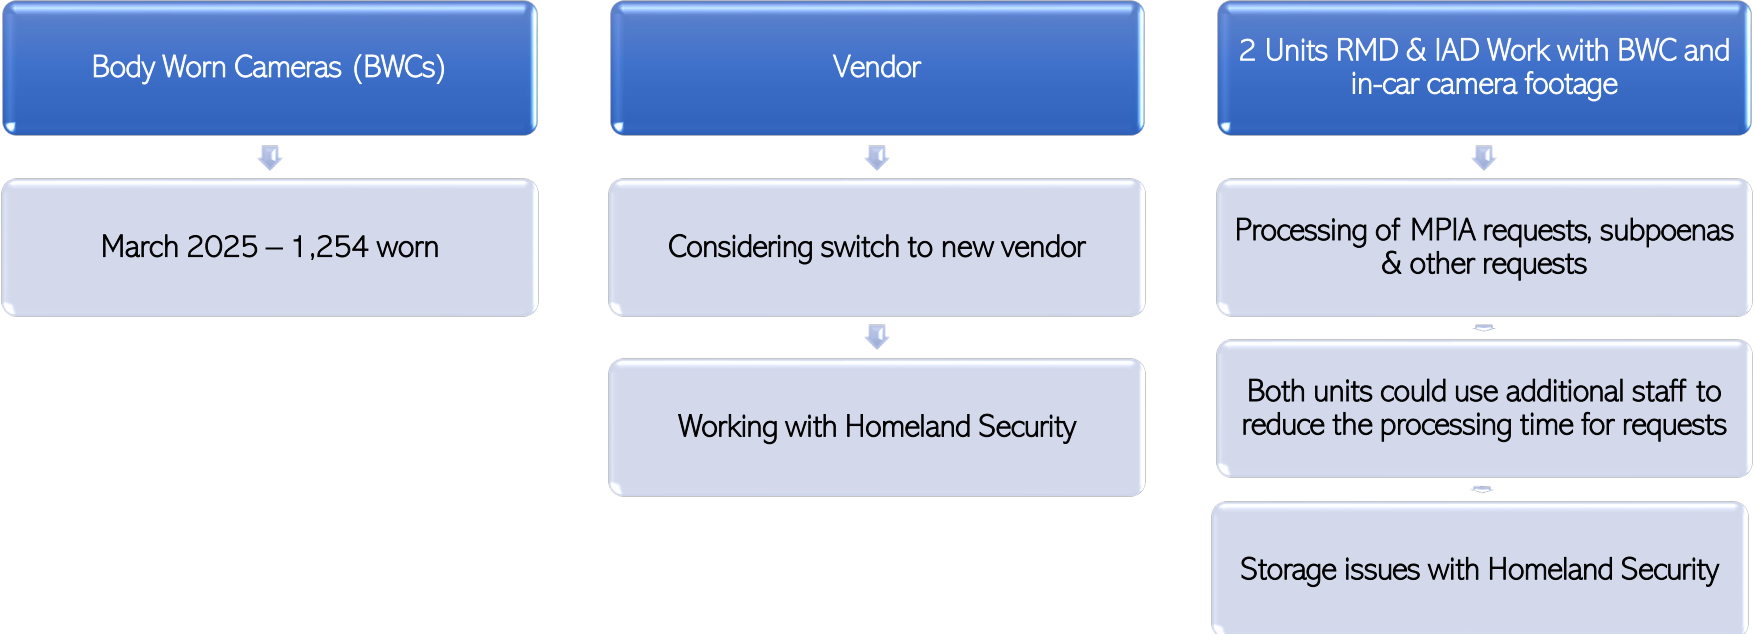 Body Worn Cameras (BWCs)
March 2025 – 1,254 worn
Vendor
Considering switch to new vendor
Working with Homeland Security
2 Units RMD & IAD Work with BWC and
in-car camera footage
Processing of MPIA requests, subpoenas
& other requests
Both units could use additional staff to
reduce the processing time for requests
Storage issues with Homeland Security